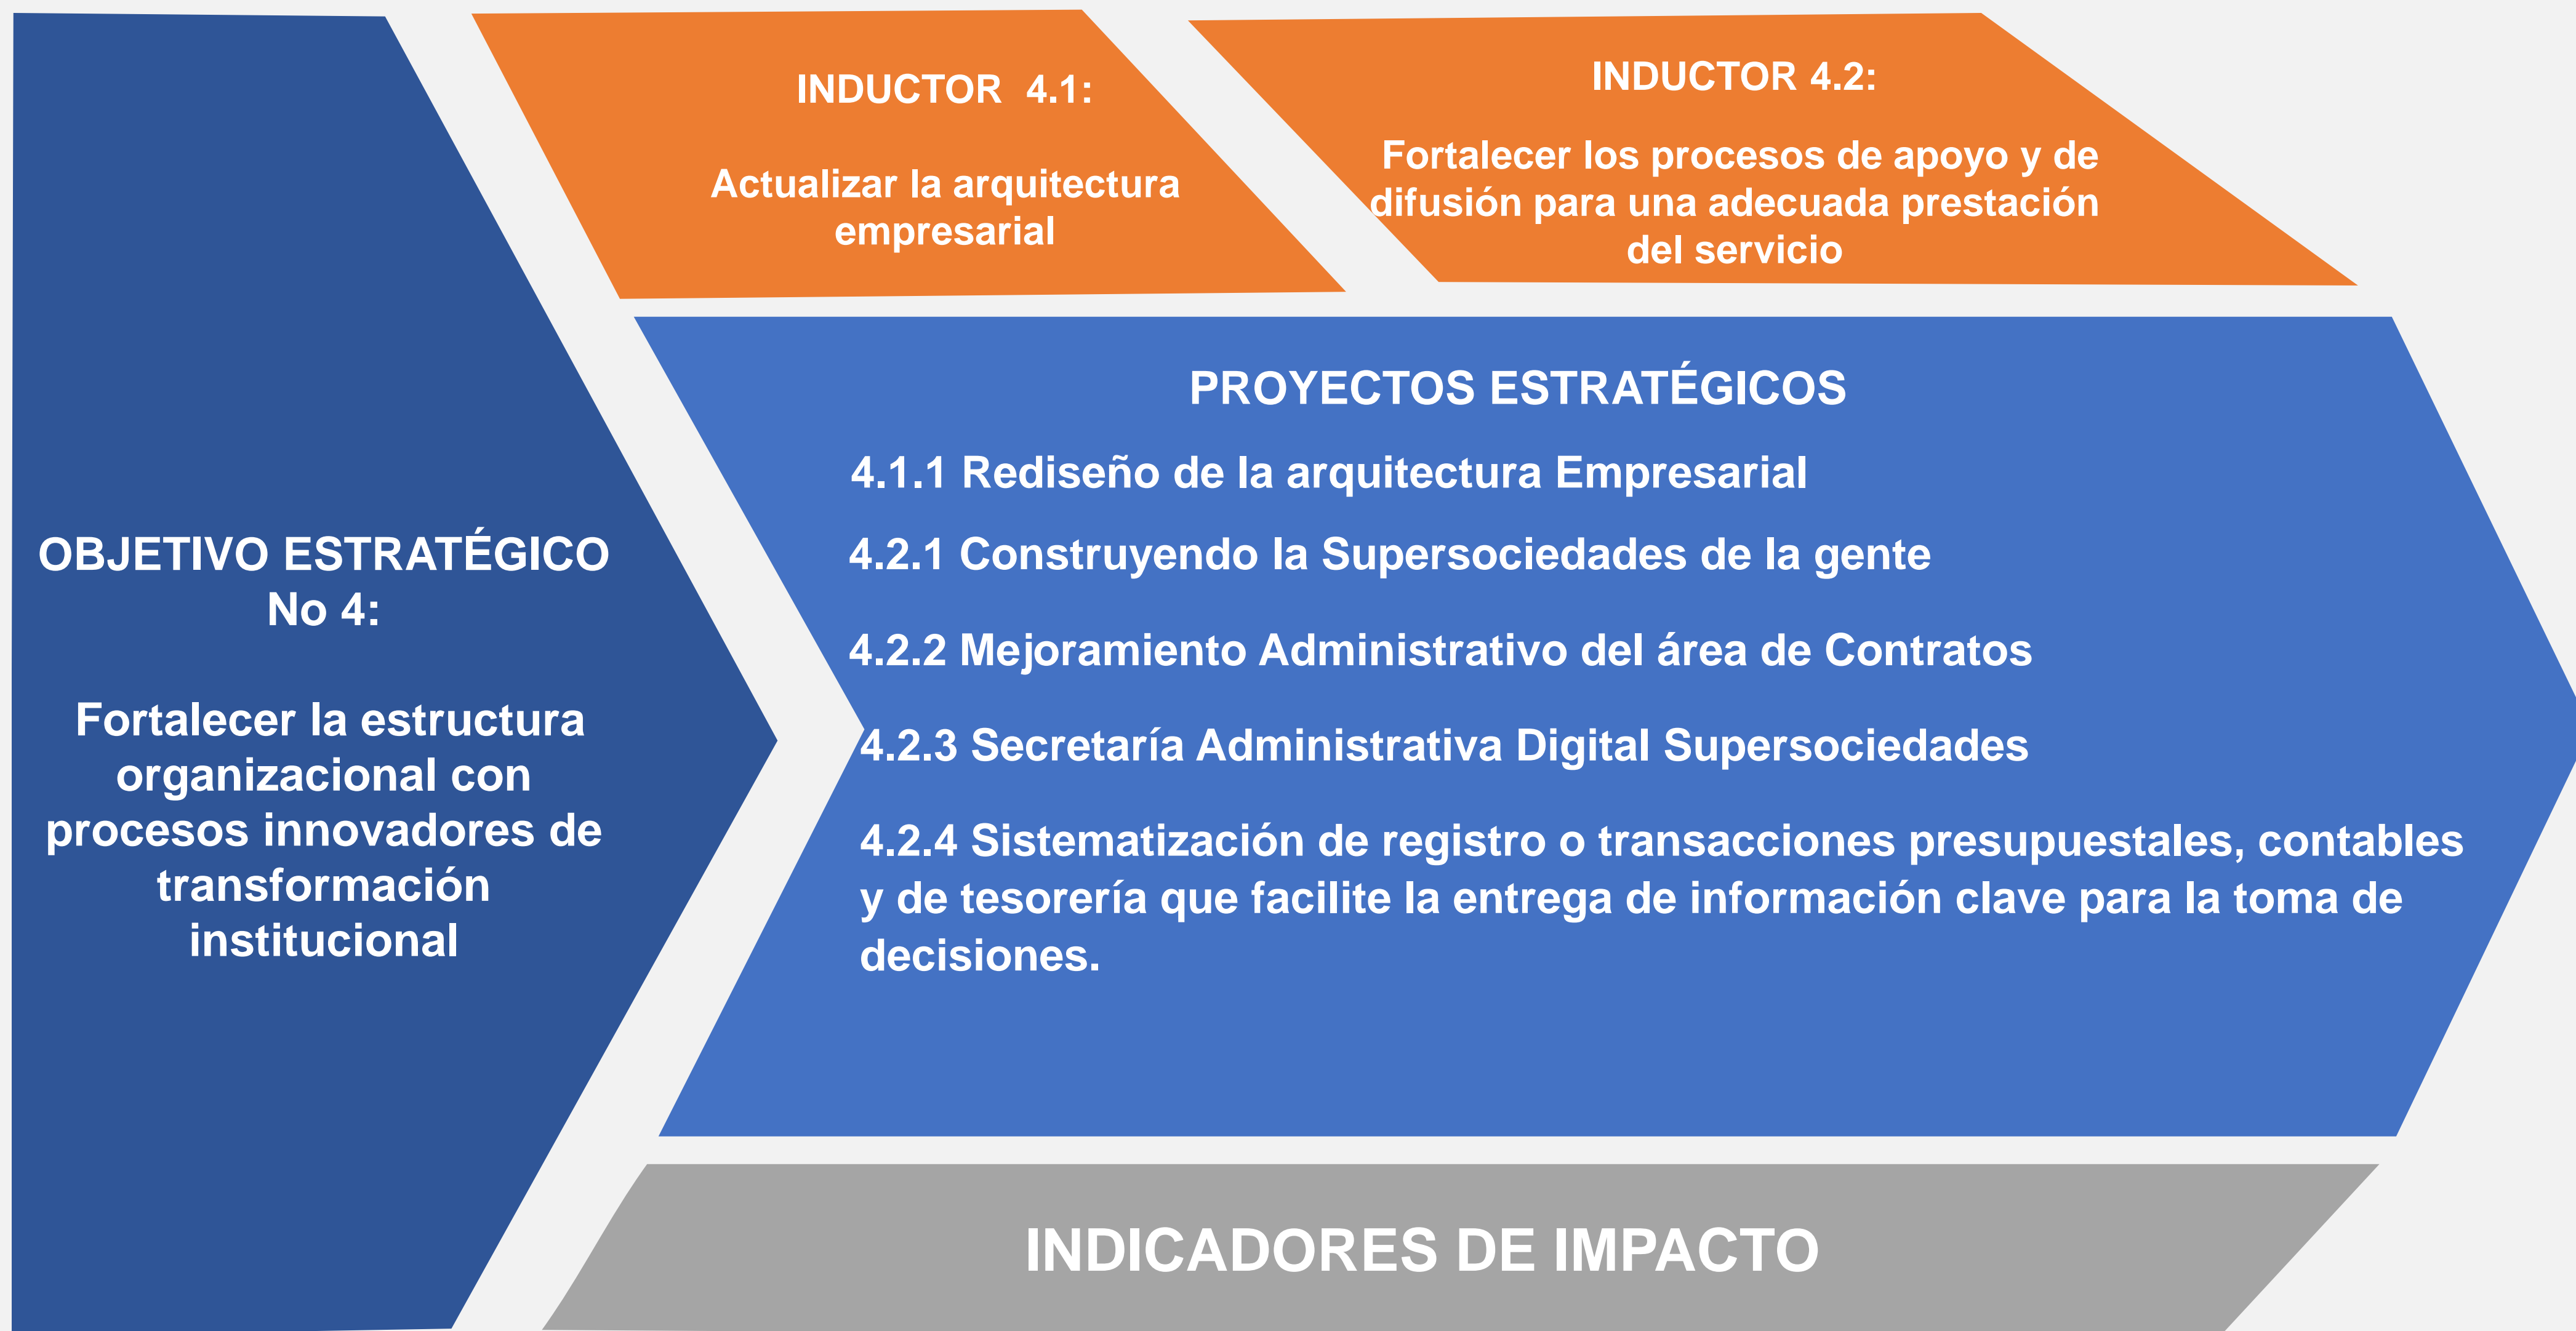 OBJETIVO ESTRATÉGICO
No 4:
Fortalecer la estructura
organizacional con
procesos innovadores de
transformación
institucional
INDUCTOR 4.1:
Actualizar la arquitectura
empresarial
INDUCTOR 4.2:
Fortalecer los procesos de apoyo y de
difusión para una adecuada prestación
del servicio
PROYECTOS ESTRATÉGICOS
4.1.1 Rediseño de la arquitectura Empresarial
4.2.1 Construyendo la Supersociedades de la gente
4.2.2 Mejoramiento Administrativo del área de Contratos
4.2.3 Secretaría Administrativa Digital Supersociedades
4.2.4 Sistematización de registro o transacciones presupuestales, contables
y de tesorería que facilite la entrega de información clave para la toma de
decisiones.
INDICADORES DE IMPACTO